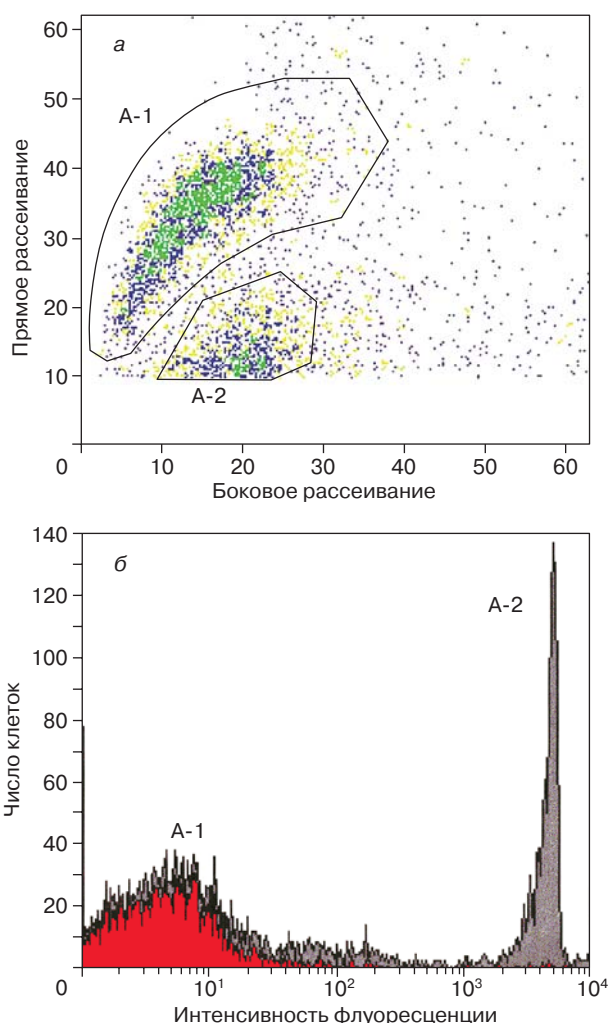 а
60
50
40
30
20
10
0
Прямое рассеивание
А-1
А-2
10 20 30 40 50 60
Боковое рассеивание
б
140
120
100
80
60
40
20
0
Число клеток
А-2
А-1
10¹ 10² 10³ 10⁴
Интенсивность флуоресценции